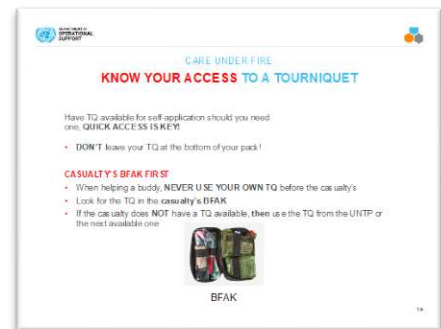 DEPARTMENT OF
OPERATIONAL
SUPPORT
CARE UNDER FIRE
KNOW YOUR ACCESS TO A TOURNIQUET
Have TQ available for self-application should you need
one, QUICK ACCESS IS KEY!
• DON'T leave your TQ at the bottom of your pack!
CASUALTY'S BFAK FIRST
• When helping a buddy, NEVER USE YOUR OWN TQ before the casualty's
• Look for the TQ in the casualty's BFAK
• If the casualty does NOT have a TQ available, then use the TQ from the UNTP or
the next available one
BFAK